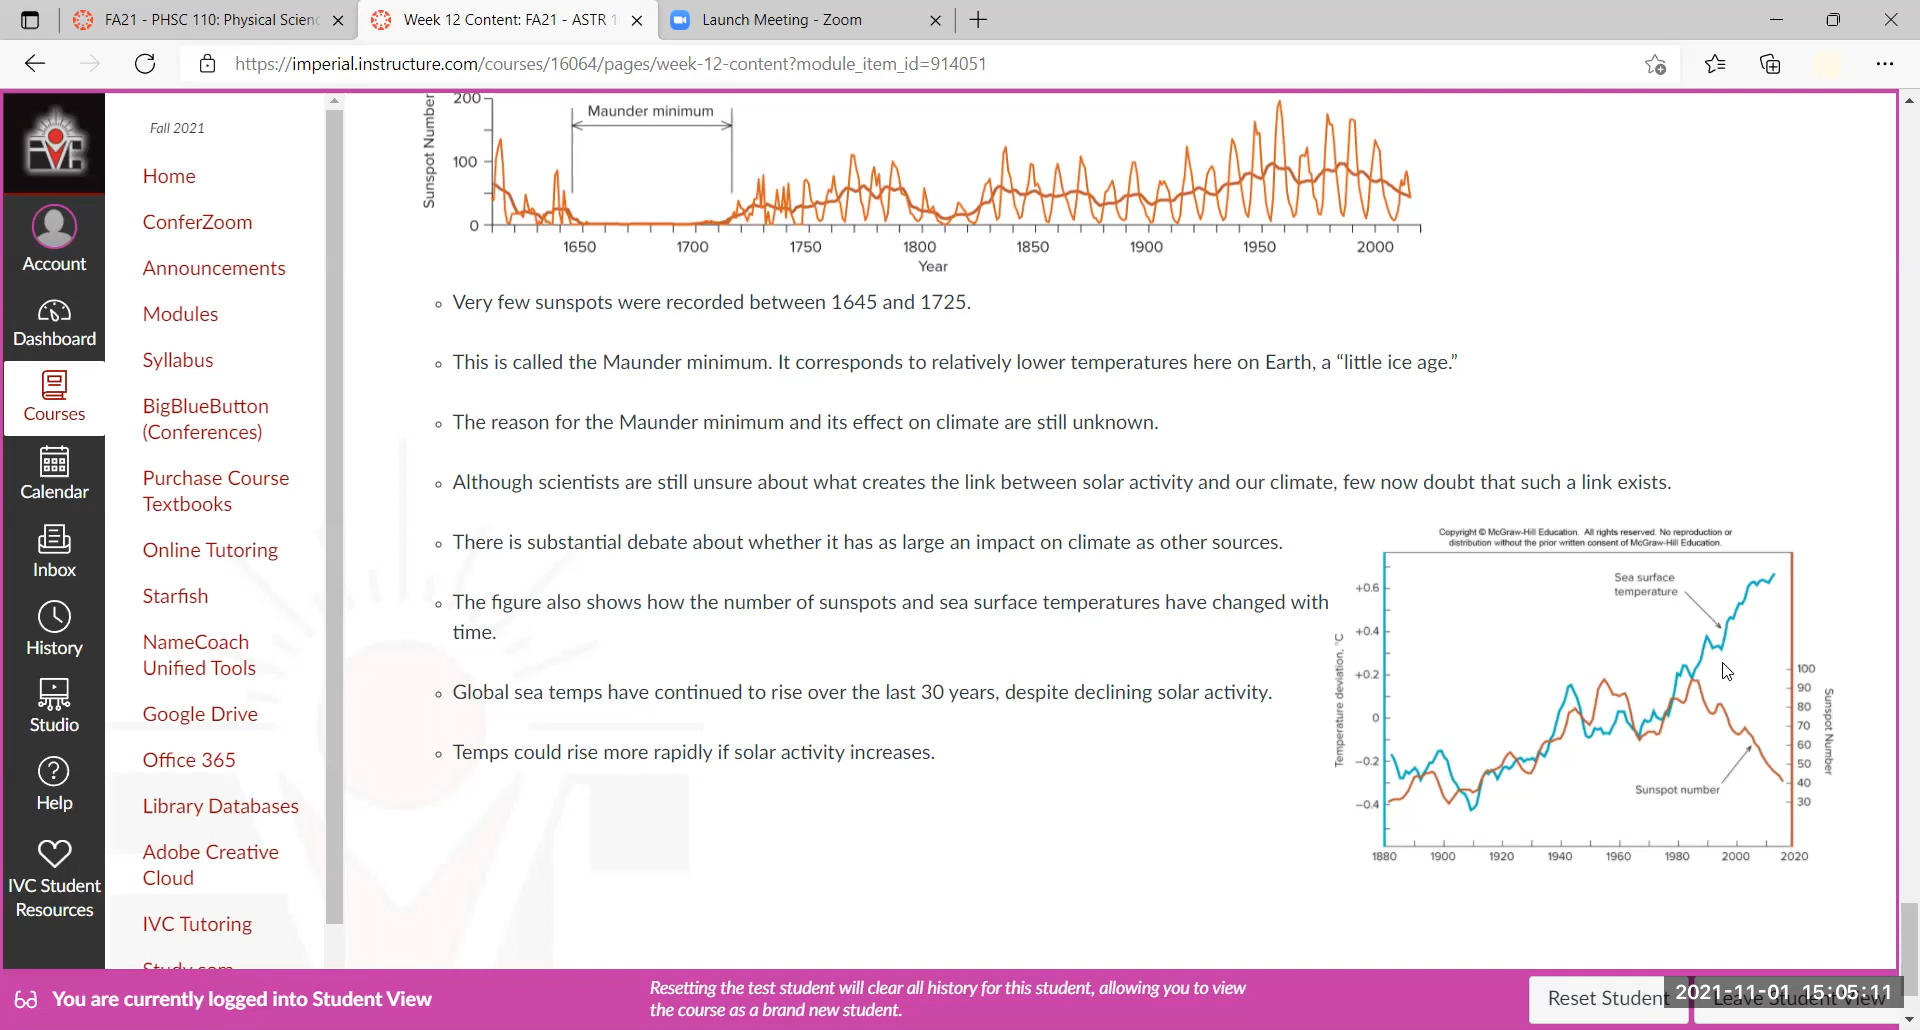 FA21 - PHSC 110: Physical Scienc
Week 12 Content: FA21 - ASTR 1
Launch Meeting - Zoom
https://imperial.instructure.com/courses/16064/pages/week-12-content?module_item_id=914051
Account
Dashboard
Courses
Calendar
Inbox
History
Studio
Help
IVC Student
Resources
Fall 2021
Home
ConferZoom
Announcements
Modules
Syllabus
BigBlueButton
(Conferences)
Purchase Course
Textbooks
Online Tutoring
Starfish
NameCoach
Unified Tools
Google Drive
Office 365
Library Databases
Adobe Creative
Cloud
IVC Tutoring
Study.com
Sunspot Number
200
100
0
Maunder minimum
1650 1700 1750 1800 1850 1900 1950 2000
Year
Very few sunspots were recorded between 1645 and 1725.
This is called the Maunder minimum. It corresponds to relatively lower temperatures here on Earth, a “little ice age.”
The reason for the Maunder minimum and its effect on climate are still unknown.
Although scientists are still unsure about what creates the link between solar activity and our climate, few now doubt that such a link exists.
There is substantial debate about whether it has as large an impact on climate as other sources.
The figure also shows how the number of sunspots and sea surface temperatures have changed with
time.
Global sea temps have continued to rise over the last 30 years, despite declining solar activity.
Temps could rise more rapidly if solar activity increases.
Copyright © McGraw-Hill Education. All rights reserved. No reproduction or
distribution without the prior written consent of McGraw-Hill Education.
Temperature deviation, °C
+0.6
+0.4
+0.2
0
−0.2
−0.4
Sea surface
temperature
Sunspot number
100
90
80
70
60
50
40
30
Sunspot Number
1880 1900 1920 1940 1960 1980 2000 2020
You are currently logged into Student View
Resetting the test student will clear all history for this student, allowing you to view
the course as a brand new student.
Reset Student
Leave Student View
2021-11-01 15:05:11